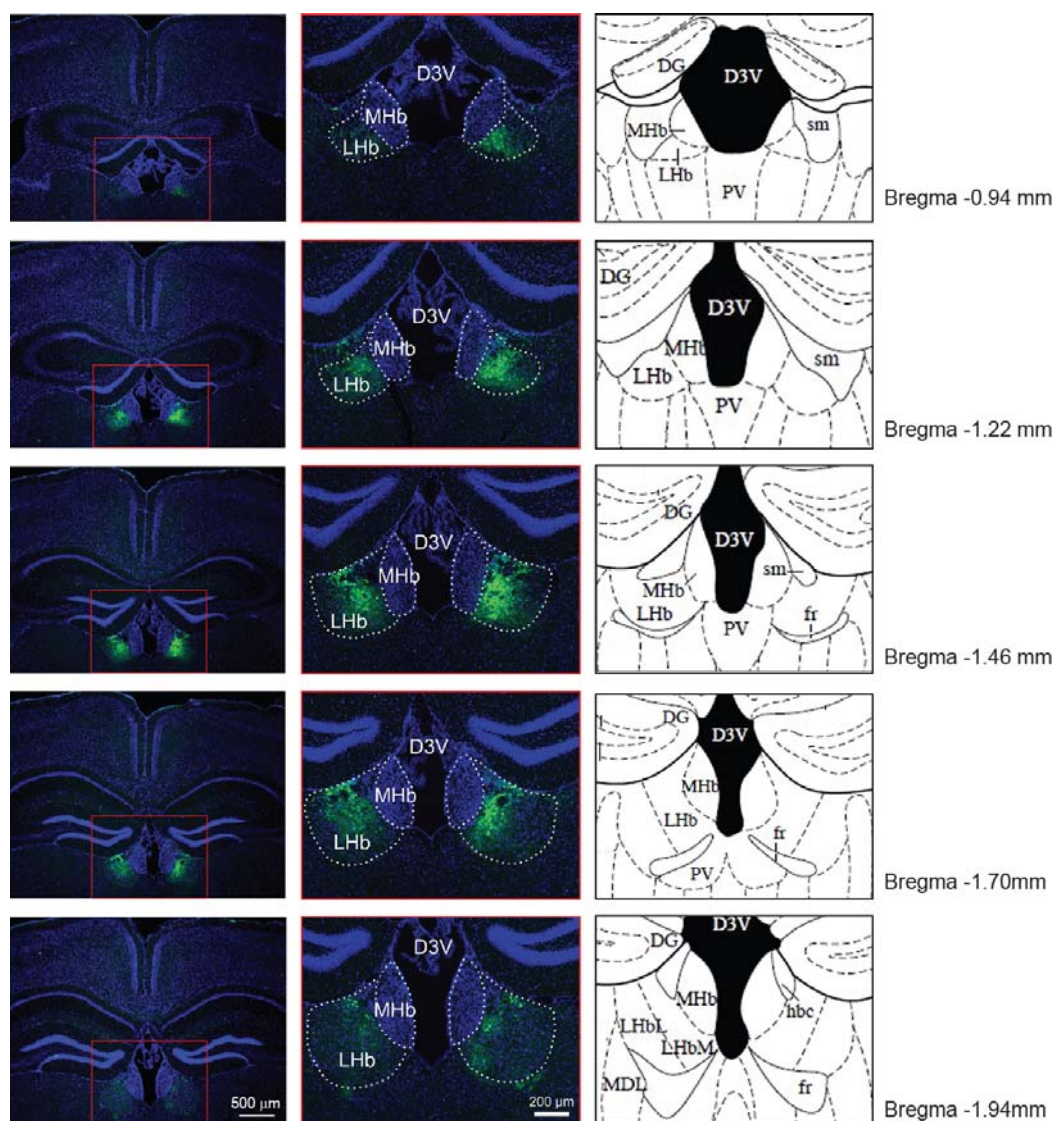 D3V
MHb
LHb
DG
D3V
MHb
sm
LHb
PV
Bregma -0.94 mm
D3V
MHb
LHb
DG
D3V
MHb
LHb
sm
PV
Bregma -1.22 mm
D3V
MHb
LHb
DG
D3V
sm
MHb
LHb
fr
PV
Bregma -1.46 mm
D3V
MHb
LHb
DG
D3V
MHb
LHb
fr
PV
Bregma -1.70mm
D3V
MHb
LHb
500 μm
200 μm
D3V
DG
MHb
hbc
LHbL
LHbM
MDL
fr
Bregma -1.94mm